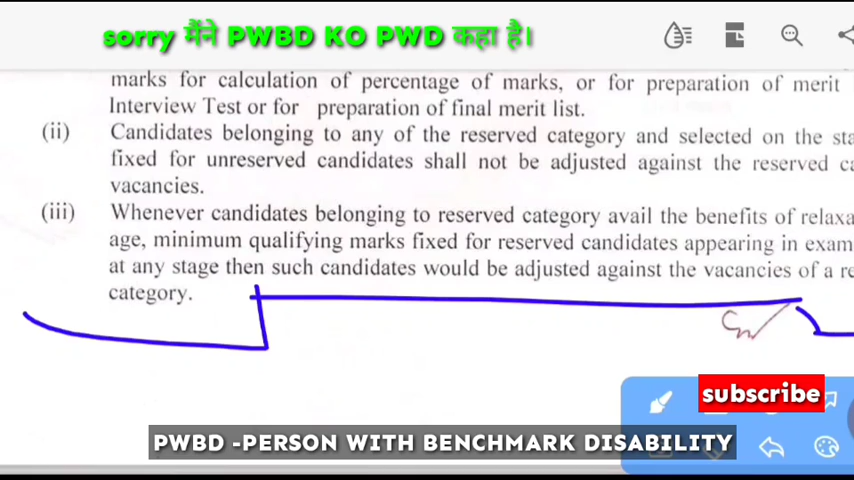 sorry मैंने PWBD KO PWD कहा है।
marks for calculation of percentage of marks, or for preparation of merit
Interview Test or for preparation of final merit list.
(ii) Candidates belonging to any of the reserved category and selected on the sta
fixed for unreserved candidates shall not be adjusted against the reserved ca
vacancies.
(iii) Whenever candidates belonging to reserved category avail the benefits of relaxa
age, minimum qualifying marks fixed for reserved candidates appearing in exam
at any stage then such candidates would be adjusted against the vacancies of a re
category.
subscribe
PWBD -PERSON WITH BENCHMARK DISABILITY